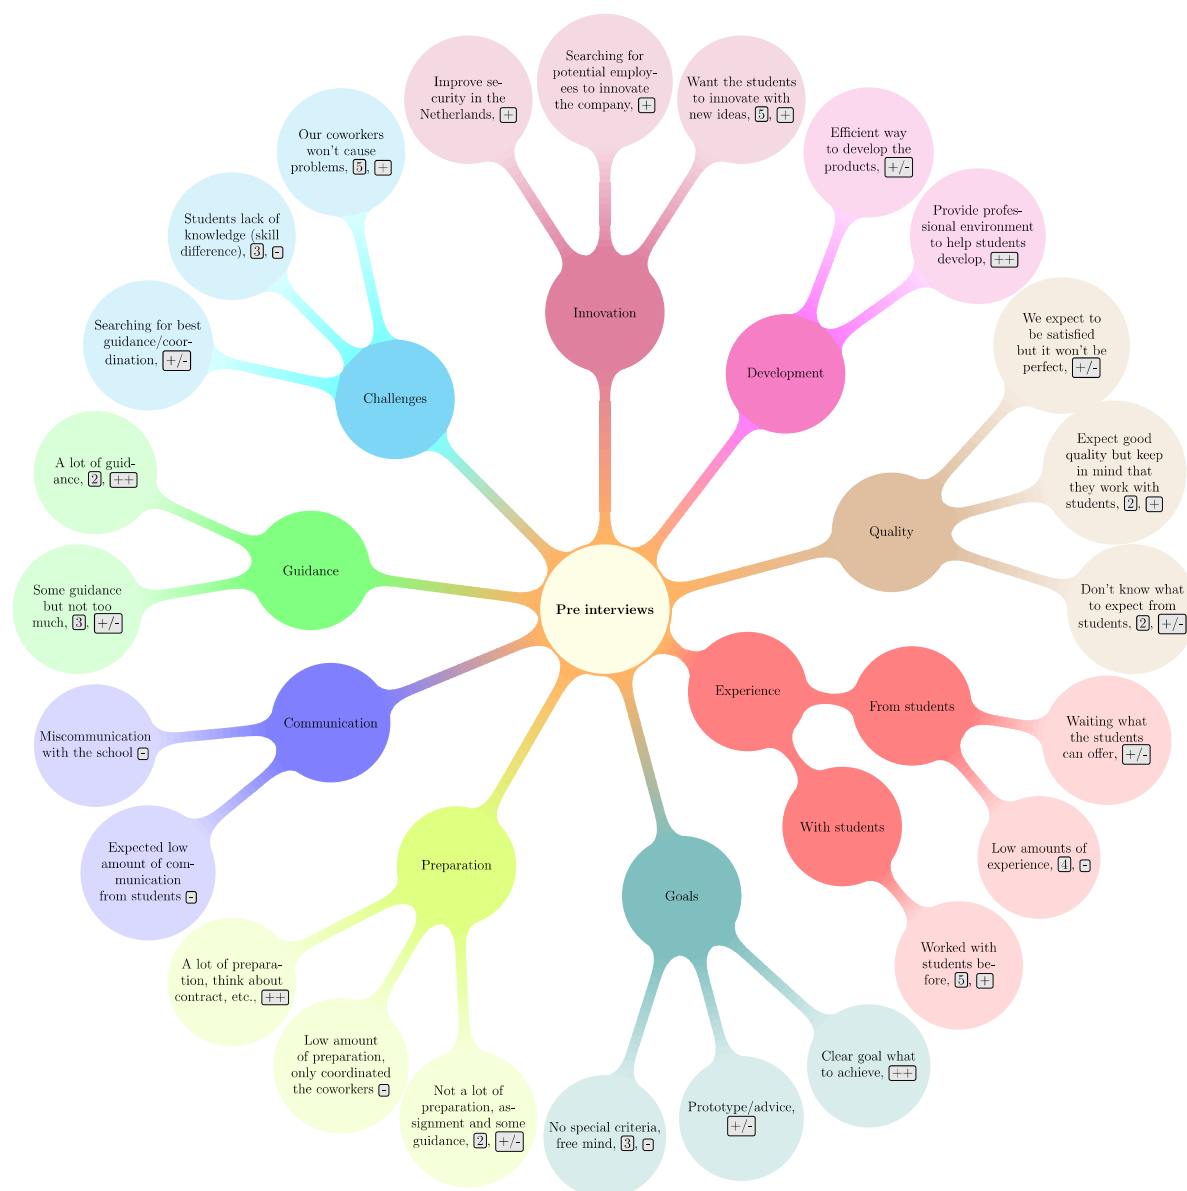 Pre interviews
Innovation
Improve se-
curity in the
Netherlands, +
Searching for
potential employ-
ees to innovate
the company, +
Want the students
to innovate with
new ideas, 5, +
Development
Efficient way
to develop the
products, +/-
Provide profes-
sional environment
to help students
develop, ++
Quality
We expect to
be satisfied
but it won't be
perfect, +/-
Expect good
quality but keep
in mind that
they work with
students, 2, +
Don't know what
to expect from
students, 2, +/-
Experience
From students
Waiting what
the students
can offer, +/-
Low amounts of
experience, 4, -
With students
Worked with
students be-
fore, 5, +
Goals
Clear goal what
to achieve, ++
Prototype/advice,
+/-
No special criteria,
free mind, 3, -
Preparation
Not a lot of
preparation, as-
signment and some
guidance, 2, +/-
Low amount
of preparation,
only coordinated
the coworkers -
A lot of prepara-
tion, think about
contract, etc., ++
Communication
Expected low
amount of com-
munication
from students -
Miscommunication
with the school -
Guidance
Some guidance
but not too
much, 3, +/-
A lot of guid-
ance, 2, ++
Challenges
Searching for best
guidance/coor-
dination, +/-
Students lack of
knowledge (skill
difference), 3, -
Our coworkers
won't cause
problems, 5, +